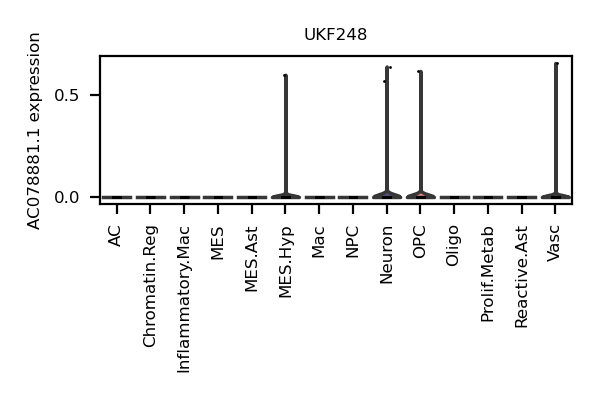 UKF248
AC078881.1 expression
0.5
0.0
AC
Chromatin.Reg
Inflammatory.Mac
MES
MES.Ast
MES.Hyp
Mac
NPC
Neuron
OPC
Oligo
Prolif.Metab
Reactive.Ast
Vasc